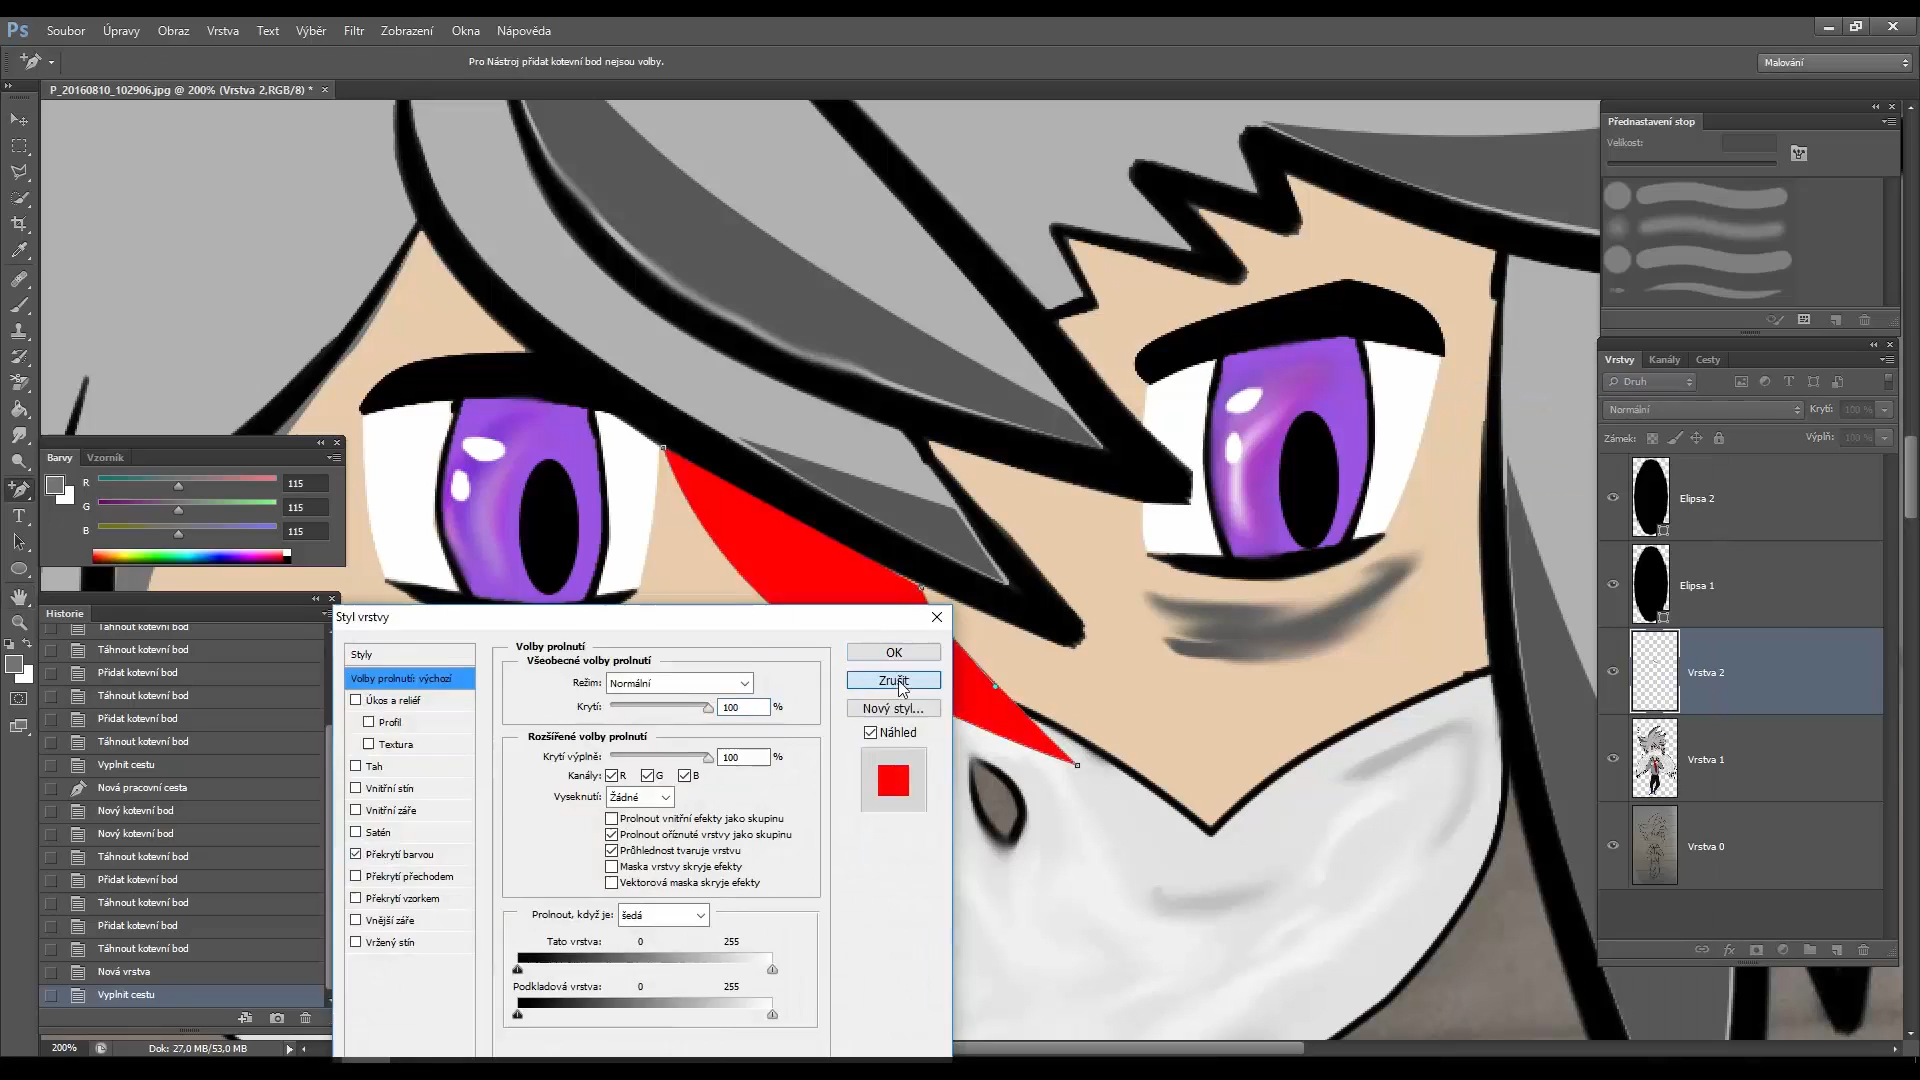 Ps Soubor Úpravy Obraz Vrstva Text Výběr Filtr Zobrazení Okna Nápověda
Pro Nástroj přidat kotevní bod nejsou volby.
Malování
P_20160810_102906.jpg @ 200% (Vrstva 2,RGB/8) *
Přednastavení stop
Velikost:
Vrstvy Kanály Cesty
Druh
Normální Krytí: 100 %
Zámek: Výplň: 100 %
Elipsa 2
Elipsa 1
Vrstva 2
Vrstva 1
Vrstva 0
Barvy Vzorník
R 115
G 115
B 115
Historie
Táhnout kotevní bod
Táhnout kotevní bod
Přidat kotevní bod
Táhnout kotevní bod
Přidat kotevní bod
Táhnout kotevní bod
Vyplnit cestu
Nová pracovní cesta
Nový kotevní bod
Nový kotevní bod
Táhnout kotevní bod
Přidat kotevní bod
Táhnout kotevní bod
Přidat kotevní bod
Táhnout kotevní bod
Nová vrstva
Vyplnit cestu
200% Dok: 27,0 MB/53,0 MB
Styl vrstvy
Styly
Volby prolnutí: výchozí
Úkos a reliéf
Profil
Textura
Tah
Vnitřní stín
Vnitřní záře
Satén
Překrytí barvou
Překrytí přechodem
Překrytí vzorkem
Vnější záře
Vržený stín
Volby prolnutí
Všeobecné volby prolnutí
Režim: Normální
Krytí: 100 %
Rozšířené volby prolnutí
Krytí výplně: 100 %
Kanály: R G B
Vyseknutí: Žádné
Prolnout vnitřní efekty jako skupinu
Prolnout oříznuté vrstvy jako skupinu
Průhlednost tvaruje vrstvu
Maska vrstvy skryje efekty
Vektorová maska skryje efekty
Prolnout, když je: šedá
Tato vrstva: 0 255
Podkladová vrstva: 0 255
OK
Zrušit
Nový styl...
Náhled